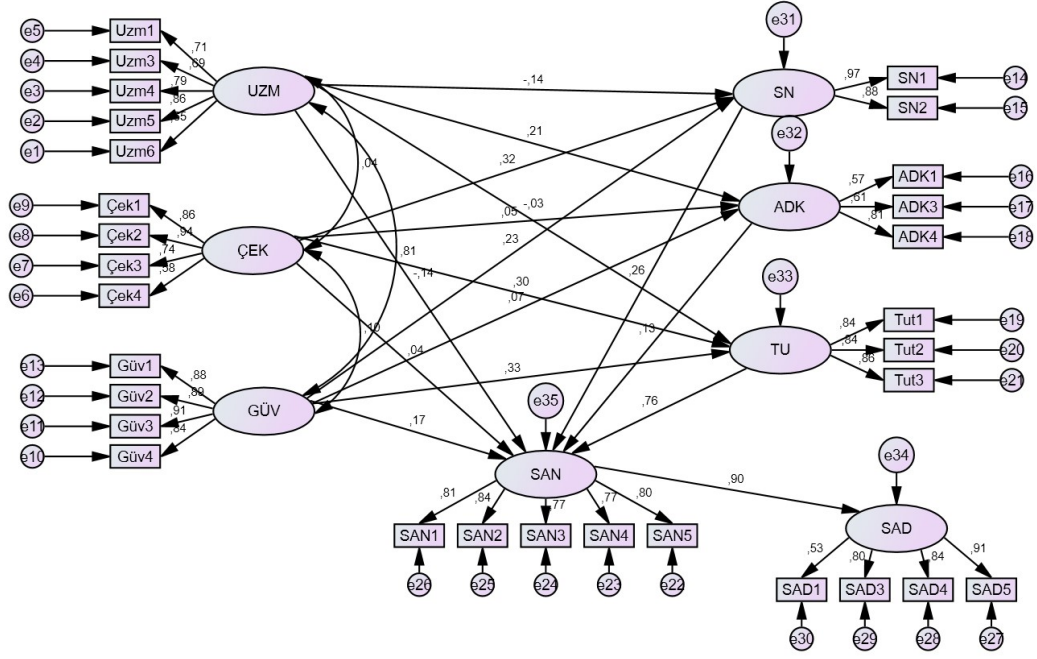 e5 Uzm1 ,71
e4 Uzm3 ,69
e3 Uzm4 ,79
e2 Uzm5 ,86
e1 Uzm6
UZM
e9 Çek1 ,86
e8 Çek2 ,94
e7 Çek3 ,74
e6 Çek4 ,58
ÇEK
e13 Güv1 ,88
e12 Güv2 ,89
e11 Güv3 ,91
e10 Güv4 ,84
GÜV
-,14
,21
,32
,04
,05 -,03
,23
,81
-,14
,26
,30
,07
,10
,04
,13
,33
,17
,76
e31
SN
,97 SN1 e14
,88 SN2 e15
e32
ADK
,57 ADK1 e16
,61 ADK3 e17
,81 ADK4 e18
e33
TU
,84 Tut1 e19
,84 Tut2 e20
,86 Tut3 e21
e35
SAN
,90
,81 ,84 ,77 ,77 ,80
SAN1 SAN2 SAN3 SAN4 SAN5
e26 e25 e24 e23 e22
e34
SAD
,53 ,80 ,84 ,91
SAD1 SAD3 SAD4 SAD5
e30 e29 e28 e27